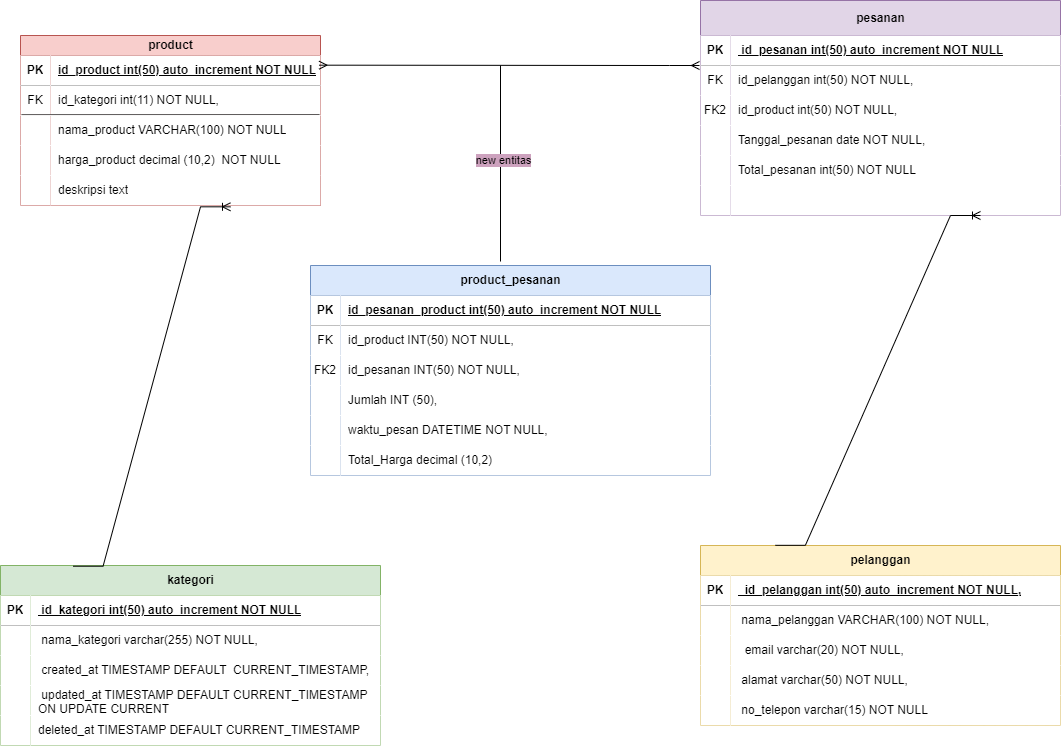 product
PK id_product int(50) auto_increment NOT NULL
FK id_kategori int(11) NOT NULL,
nama_product VARCHAR(100) NOT NULL
harga_product decimal (10,2) NOT NULL
deskripsi text
pesanan
PK id_pesanan int(50) auto_increment NOT NULL
FK id_pelanggan int(50) NOT NULL,
FK2 id_product int(50) NOT NULL,
Tanggal_pesanan date NOT NULL,
Total_pesanan int(50) NOT NULL
new entitas
product_pesanan
PK id_pesanan_product int(50) auto_increment NOT NULL
FK id_product INT(50) NOT NULL,
FK2 id_pesanan INT(50) NOT NULL,
Jumlah INT (50),
waktu_pesan DATETIME NOT NULL,
Total_Harga decimal (10,2)
kategori
PK id_kategori int(50) auto_increment NOT NULL
nama_kategori varchar(255) NOT NULL,
created_at TIMESTAMP DEFAULT CURRENT_TIMESTAMP,
updated_at TIMESTAMP DEFAULT CURRENT_TIMESTAMP
ON UPDATE CURRENT
deleted_at TIMESTAMP DEFAULT CURRENT_TIMESTAMP
pelanggan
PK id_pelanggan int(50) auto_increment NOT NULL,
nama_pelanggan VARCHAR(100) NOT NULL,
email varchar(20) NOT NULL,
alamat varchar(50) NOT NULL,
no_telepon varchar(15) NOT NULL